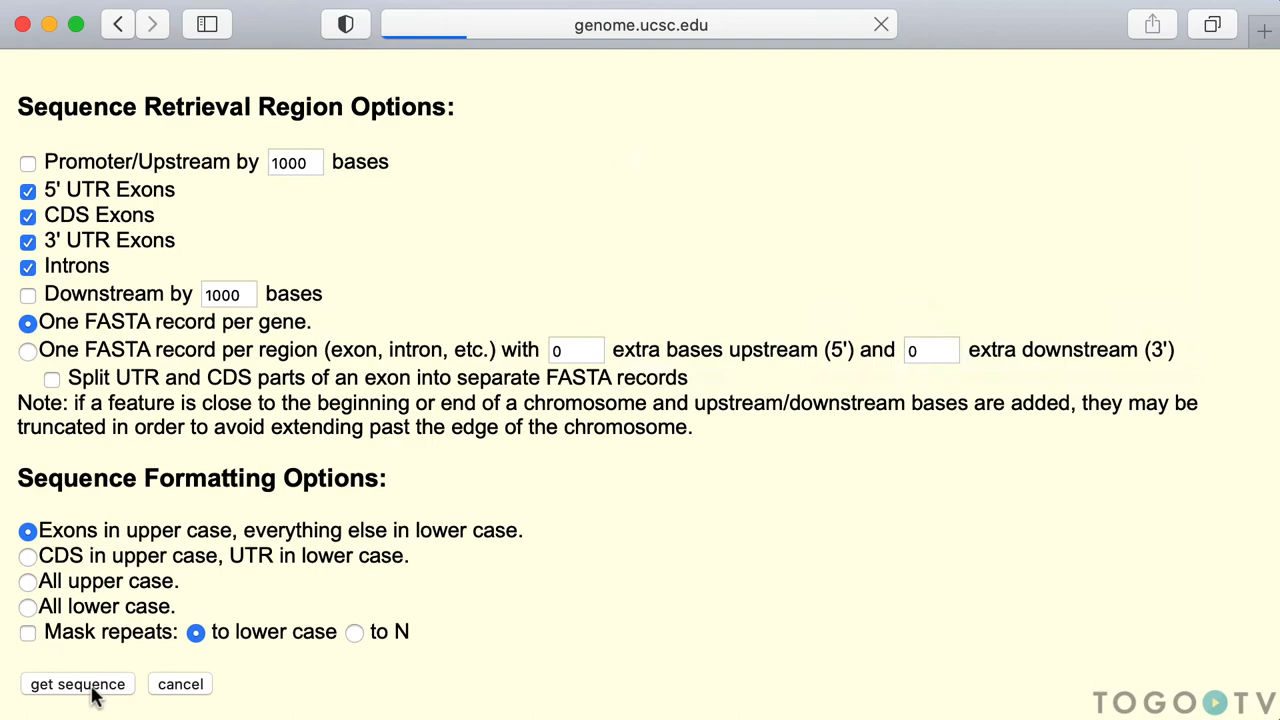 genome.ucsc.edu
Sequence Retrieval Region Options:
Promoter/Upstream by 1000 bases
5' UTR Exons
CDS Exons
3' UTR Exons
Introns
Downstream by 1000 bases
One FASTA record per gene.
One FASTA record per region (exon, intron, etc.) with 0 extra bases upstream (5') and 0 extra downstream (3')
Split UTR and CDS parts of an exon into separate FASTA records
Note: if a feature is close to the beginning or end of a chromosome and upstream/downstream bases are added, they may be
truncated in order to avoid extending past the edge of the chromosome.
Sequence Formatting Options:
Exons in upper case, everything else in lower case.
CDS in upper case, UTR in lower case.
All upper case.
All lower case.
Mask repeats: to lower case to N
get sequence cancel
TOGO TV